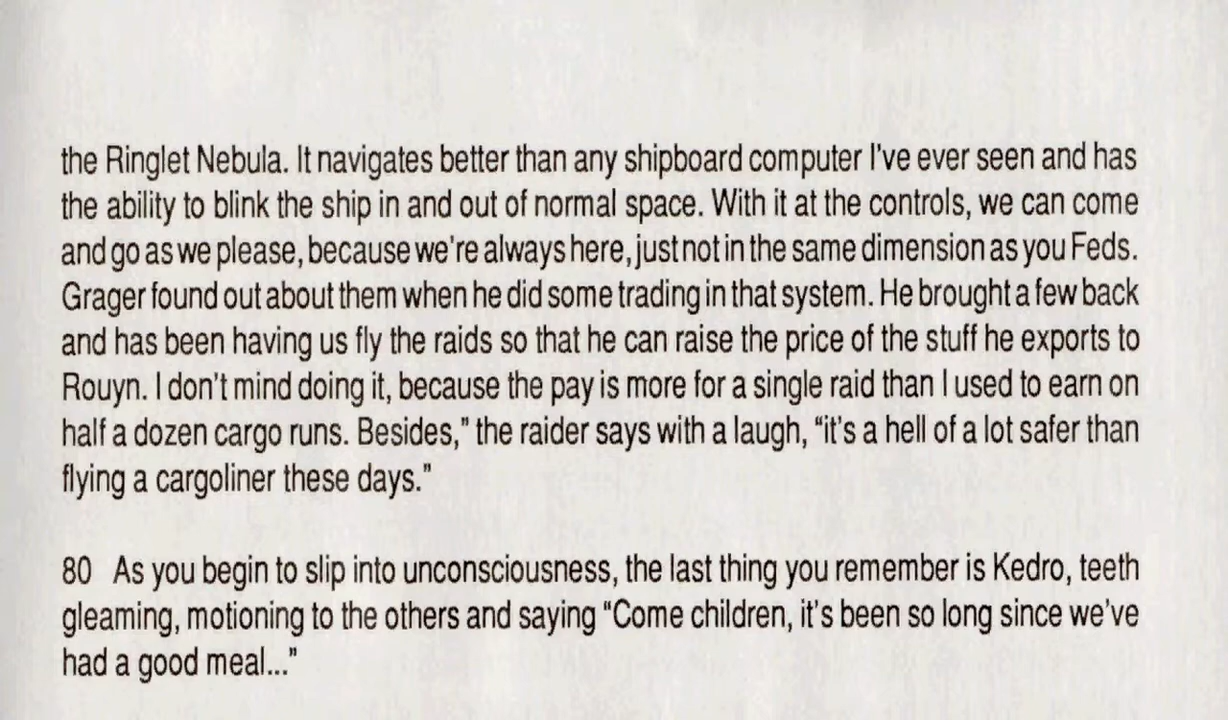 the Ringlet Nebula. It navigates better than any shipboard computer I've ever seen and has
the ability to blink the ship in and out of normal space. With it at the controls, we can come
and go as we please, because we're always here, just not in the same dimension as you Feds.
Grager found out about them when he did some trading in that system. He brought a few back
and has been having us fly the raids so that he can raise the price of the stuff he exports to
Rouyn. I don't mind doing it, because the pay is more for a single raid than I used to earn on
half a dozen cargo runs. Besides,” the raider says with a laugh, “it's a hell of a lot safer than
flying a cargoliner these days.”
80 As you begin to slip into unconsciousness, the last thing you remember is Kedro, teeth
gleaming, motioning to the others and saying “Come children, it's been so long since we've
had a good meal...”